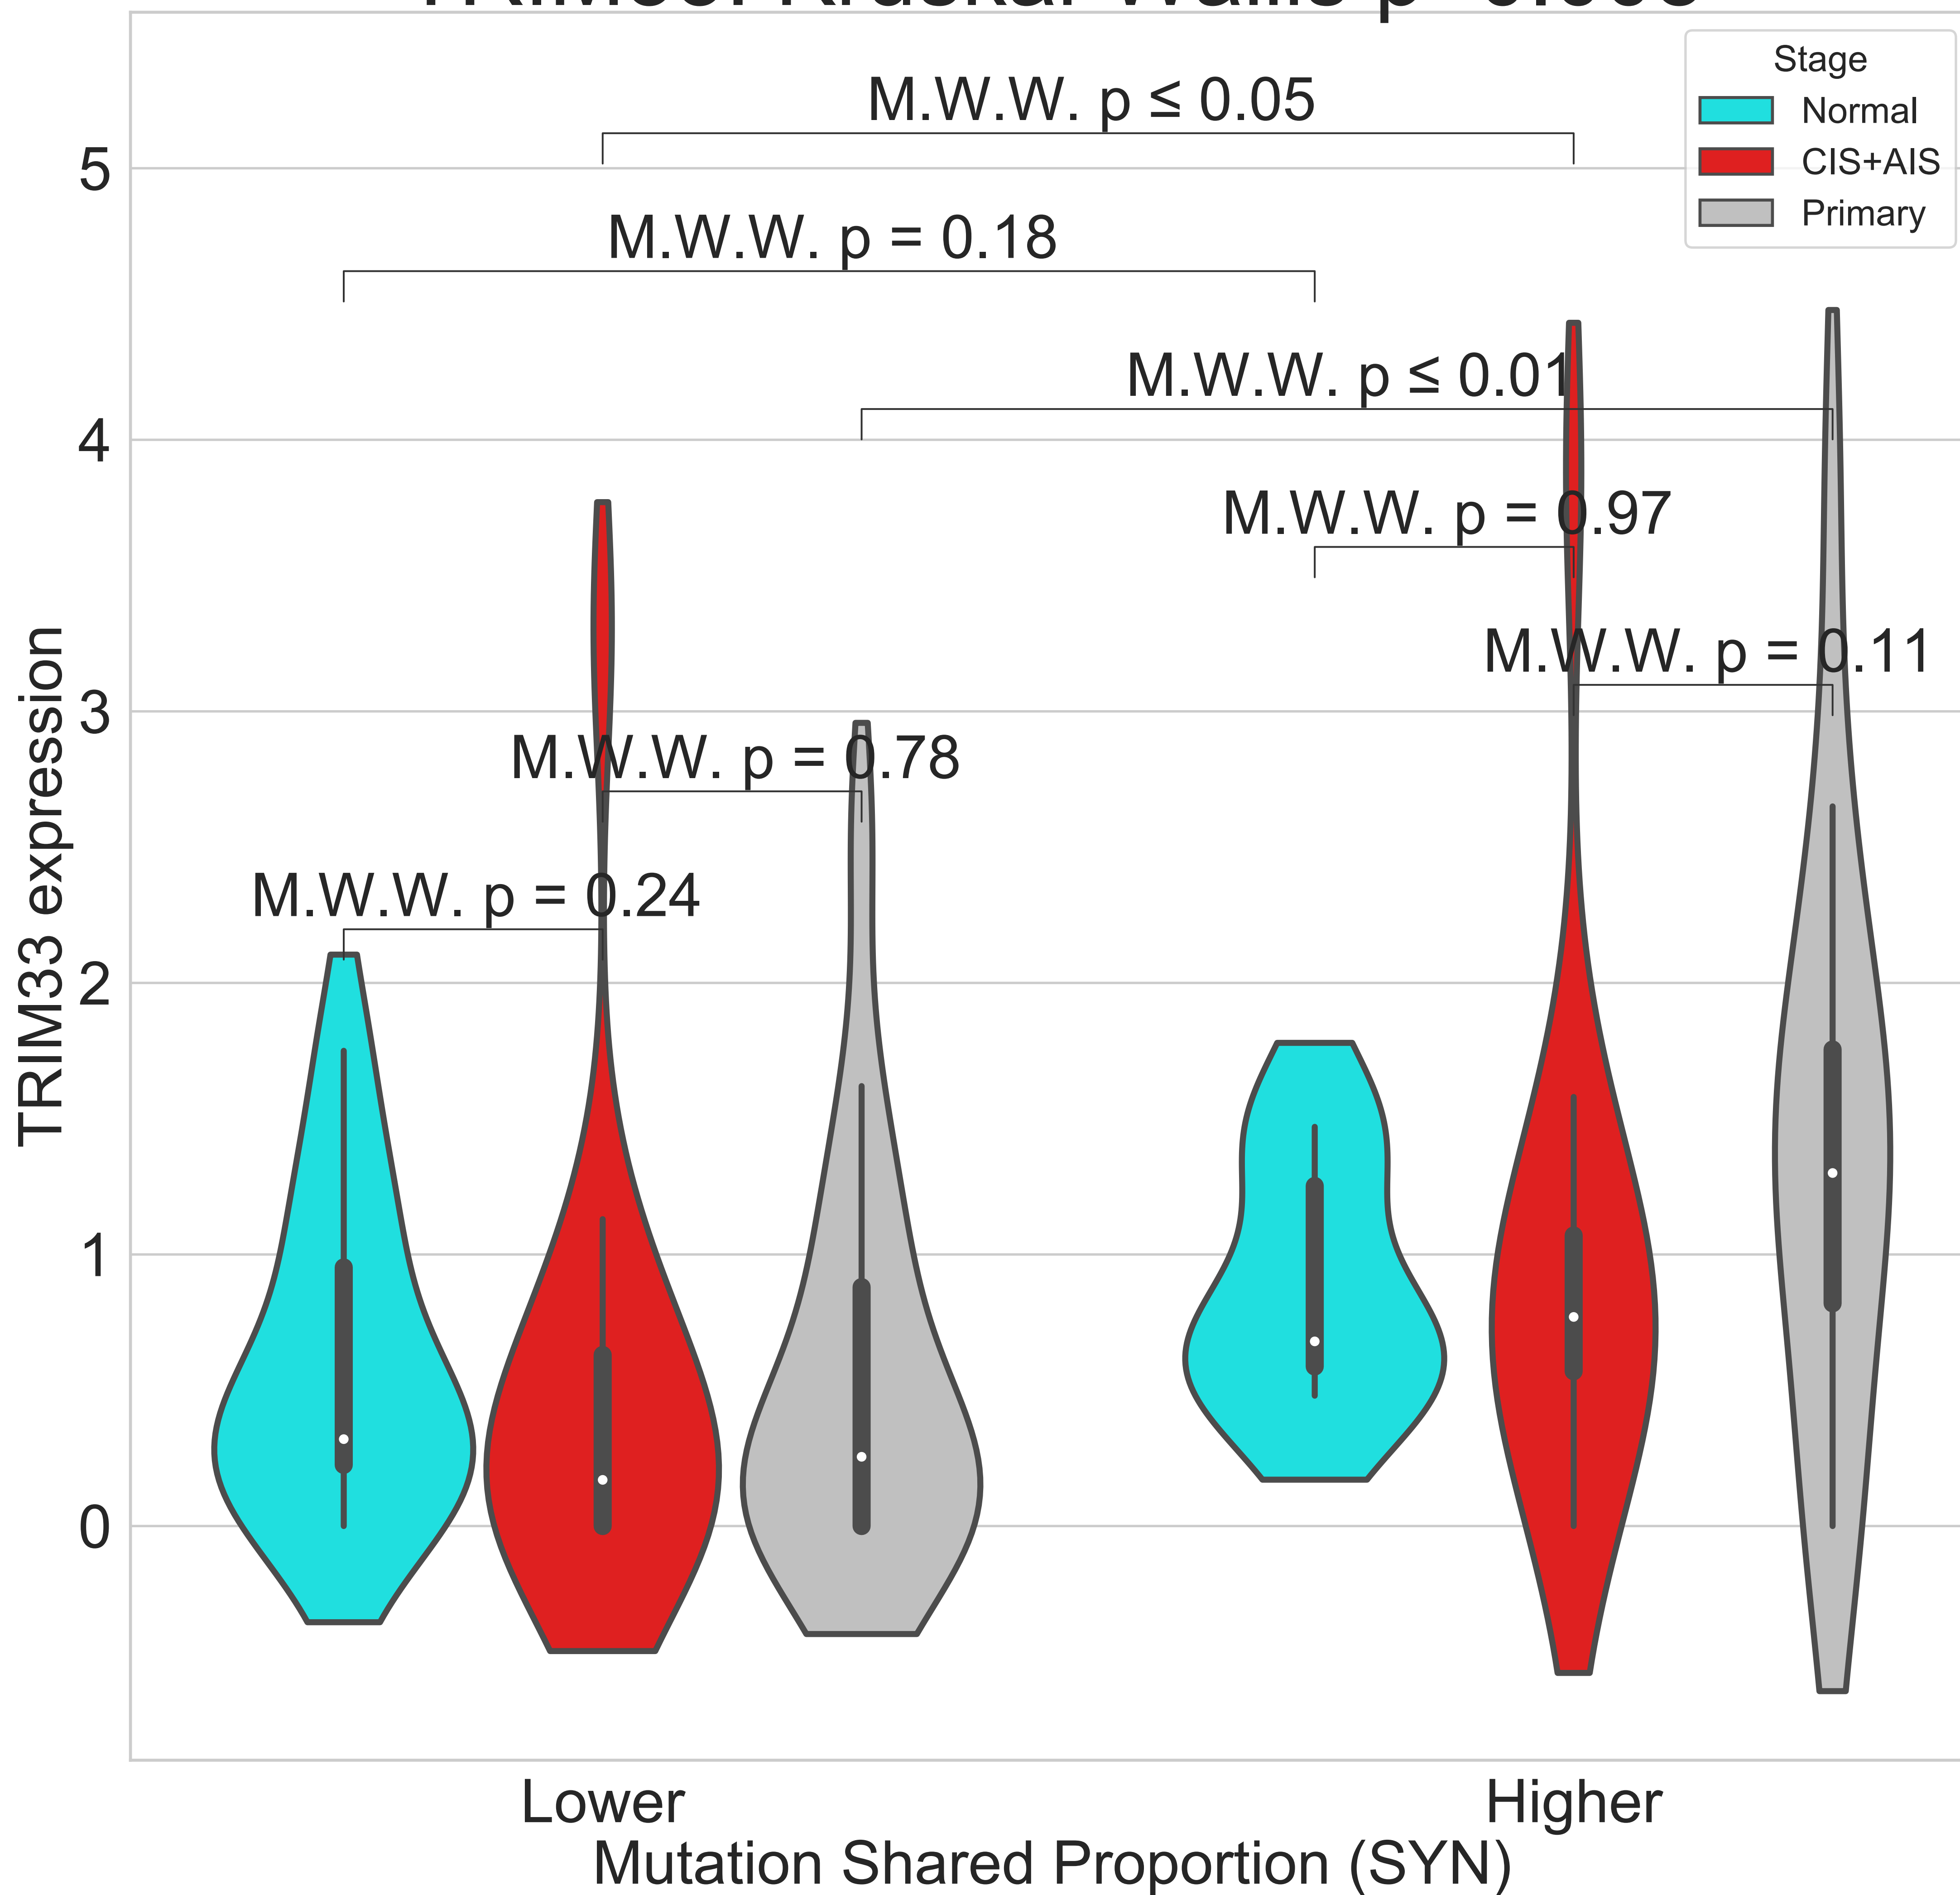 Stage
Normal
CIS+AIS
Primary
M.W.W. p ≤ 0.05
M.W.W. p = 0.18
M.W.W. p ≤ 0.01
M.W.W. p = 0.97
M.W.W. p = 0.11
M.W.W. p = 0.78
M.W.W. p = 0.24
5
4
3
2
1
0
TRIM33 expression
Lower
Higher
Mutation Shared Proportion (SYN)